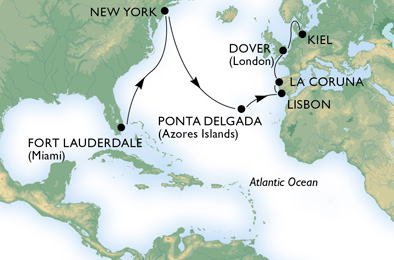 NEW YORK
KIEL
DOVER
(London)
LA CORUNA
LISBON
PONTA DELGADA
(Azores Islands)
FORT LAUDERDALE
(Miami)
Atlantic Ocean